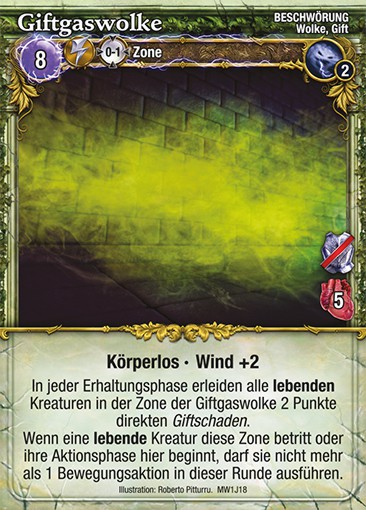 Giftgaswolke
BESCHWÖRUNG
Wolke, Gift
8
0-1 Zone
2
5
Körperlos · Wind +2
In jeder Erhaltungsphase erleiden alle lebenden
Kreaturen in der Zone der Giftgaswolke 2 Punkte
direkten Giftschaden.
Wenn eine lebende Kreatur diese Zone betritt oder
ihre Aktionsphase hier beginnt, darf sie nicht mehr
als 1 Bewegungsaktion in dieser Runde ausführen.
Illustration: Roberto Pitturru. MW1J18